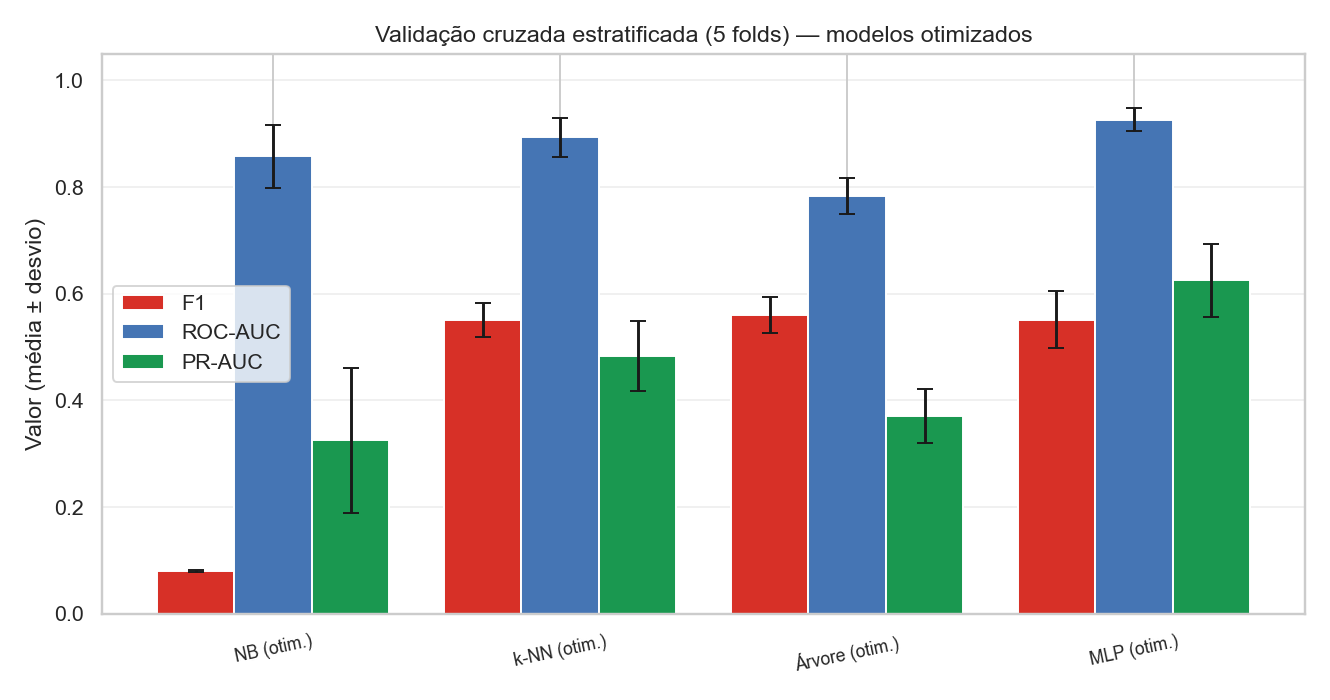 Validação cruzada estratificada (5 folds) — modelos otimizados
Valor (média ± desvio)
1.0
0.8
0.6
0.4
0.2
0.0
F1
ROC-AUC
PR-AUC
NB (otim.)
k-NN (otim.)
Árvore (otim.)
MLP (otim.)